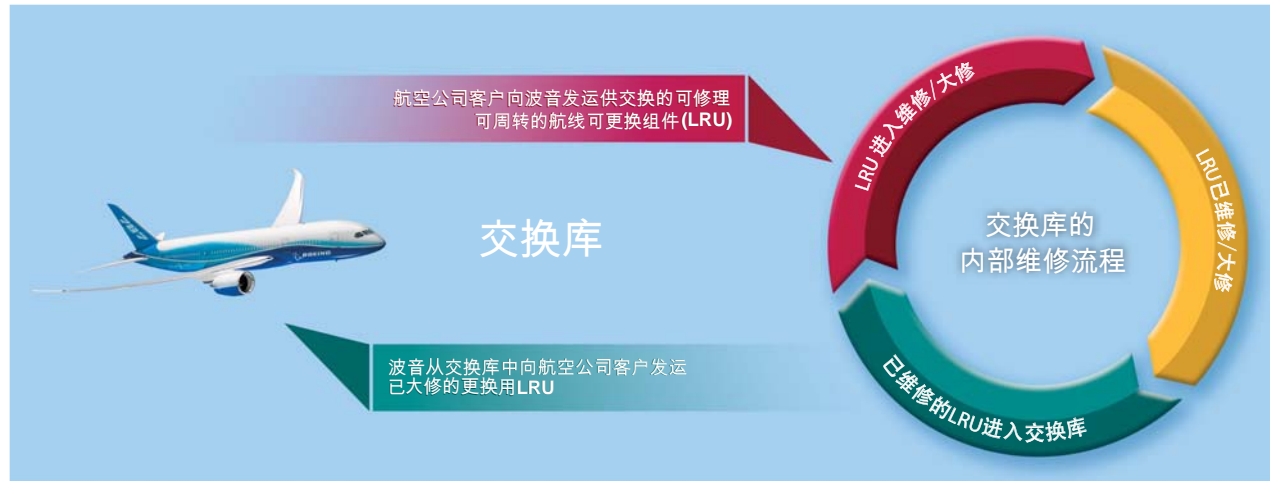 航空公司客户向波音发运供交换的可修理
可周转的航线可更换组件(LRU)
LRU 进入维修/大修
LRU已维修/大修
787
BOEING
交换库
交换库的
内部维修流程
波音从交换库中向航空公司客户发运
已大修的更换用LRU
已维修的LRU进入交换库